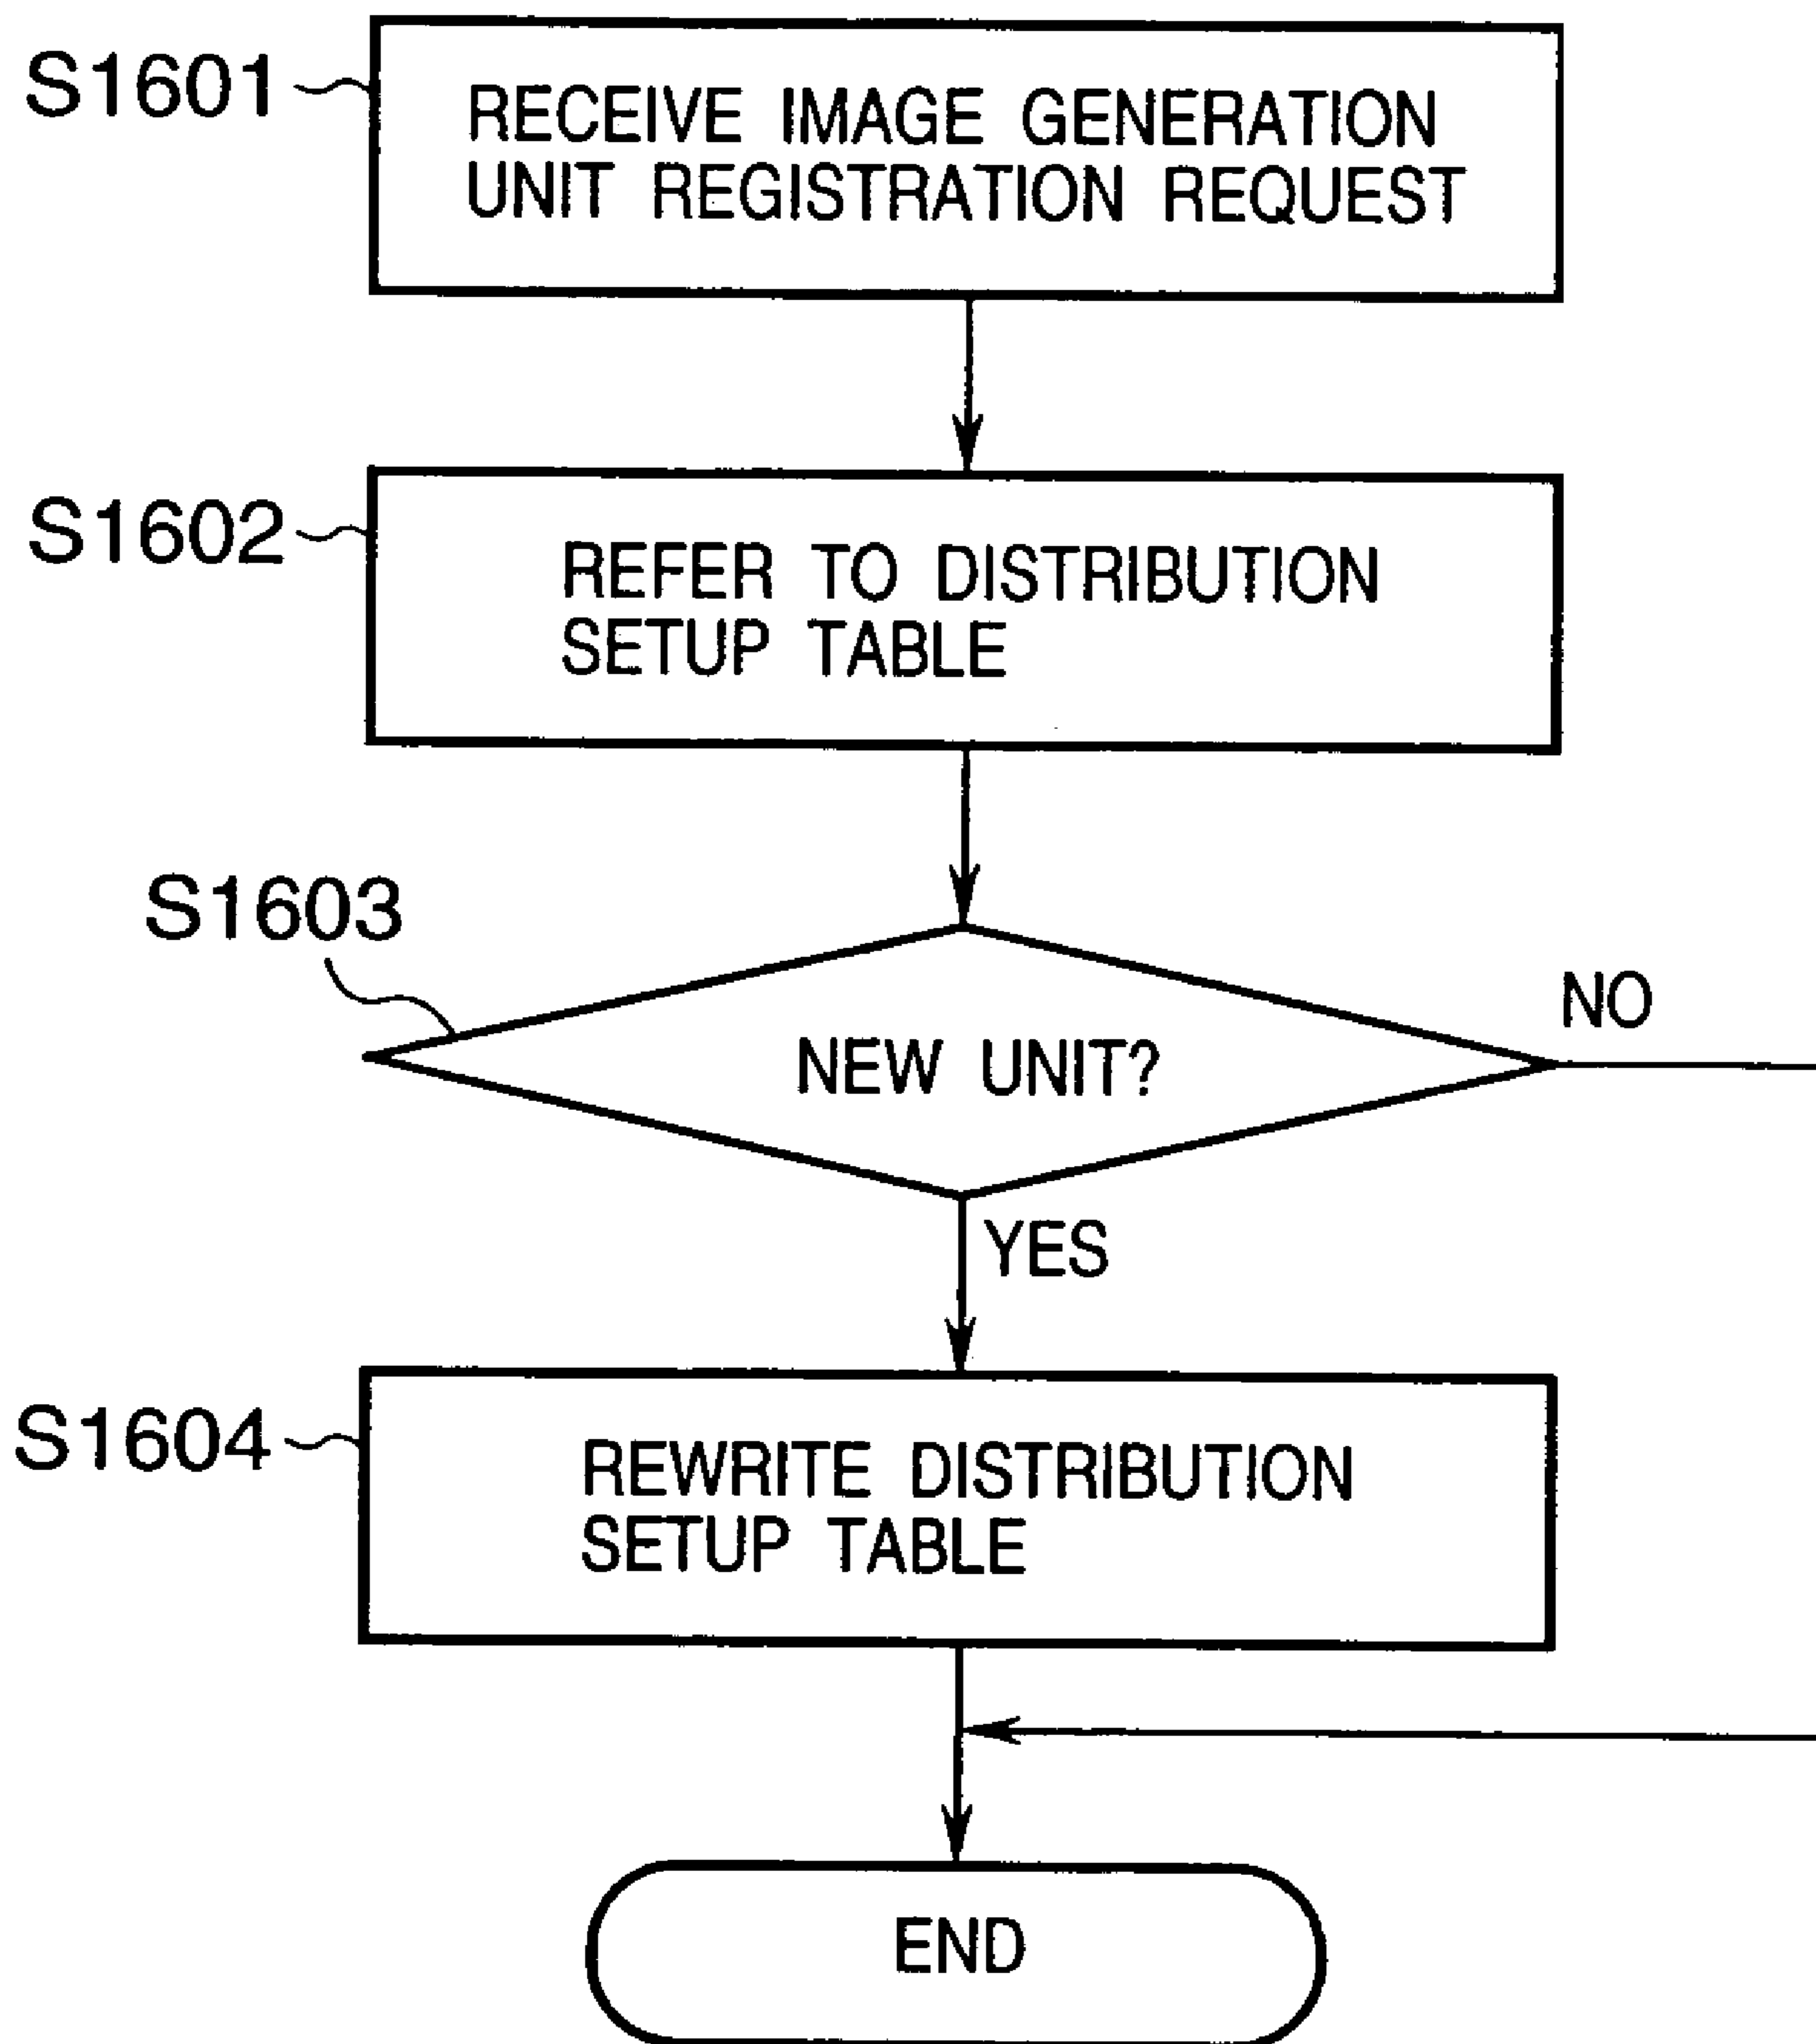 S1601
RECEIVE IMAGE GENERATION
UNIT REGISTRATION REQUEST
S1602
REFER TO DISTRIBUTION
SETUP TABLE
S1603
NEW UNIT?
NO
YES
S1604
REWRITE DISTRIBUTION
SETUP TABLE
END